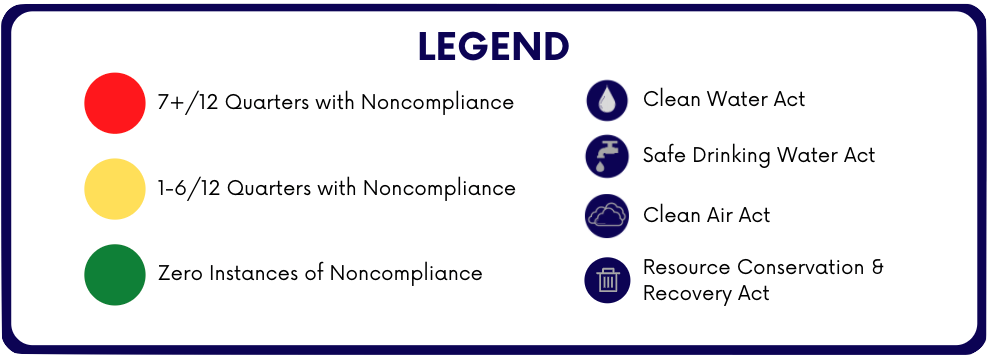 LEGEND
7+/12 Quarters with Noncompliance
1-6/12 Quarters with Noncompliance
Zero Instances of Noncompliance
Clean Water Act
Safe Drinking Water Act
Clean Air Act
Resource Conservation &
Recovery Act